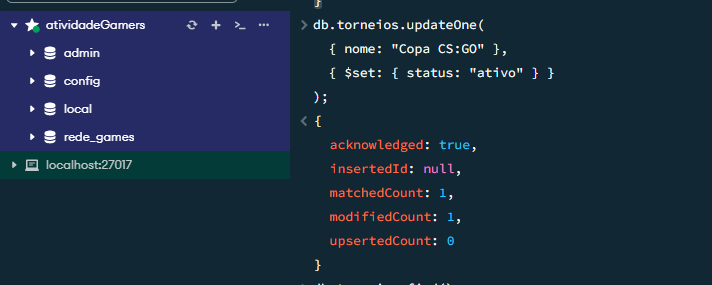 atividadeGamers
admin
config
local
rede_games
localhost:27017
}
db.torneios.updateOne(
{ nome: "Copa CS:GO" },
{ $set: { status: "ativo" } }
);
{
acknowledged: true,
insertedId: null,
matchedCount: 1,
modifiedCount: 1,
upsertedCount: 0
}